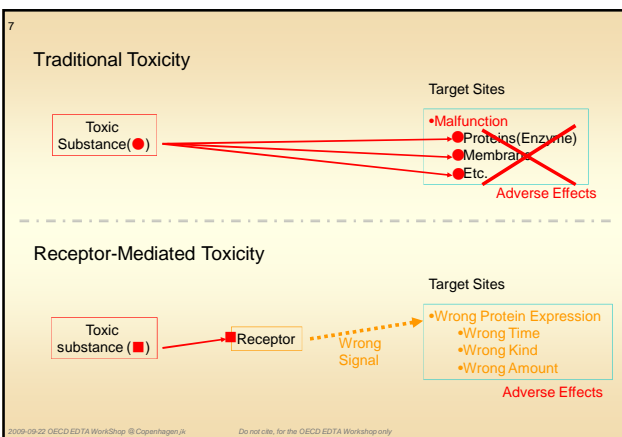 7
Traditional Toxicity
Target Sites
Toxic
Substance(●)
•Malfunction
●Proteins(Enzyme)
●Membrane
●Etc.
Adverse Effects
Receptor-Mediated Toxicity
Target Sites
Toxic
substance (■)
■Receptor
Wrong
Signal
•Wrong Protein Expression
•Wrong Time
•Wrong Kind
•Wrong Amount
Adverse Effects
2009-09-22 OECD EDTA WorkShop @ Copenhagen.jk
Do not cite, for the OECD EDTA Workshop only